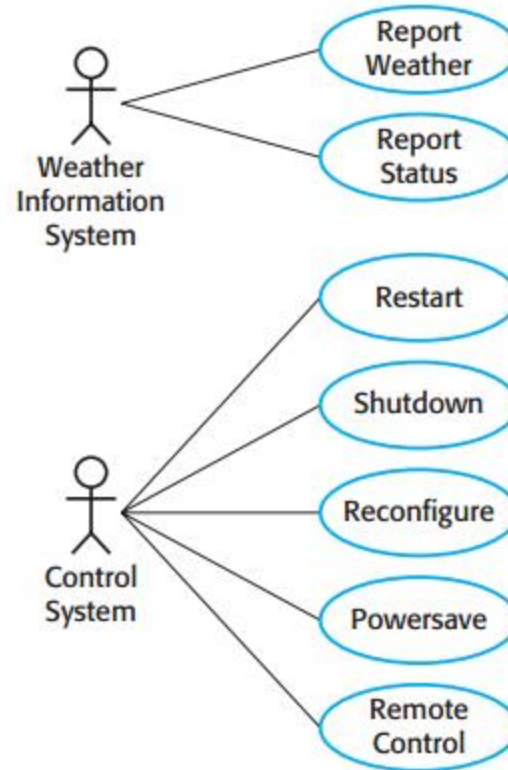 Report
Weather
Report
Status
Weather
Information
System
Restart
Shutdown
Reconfigure
Control
System
Powersave
Remote
Control